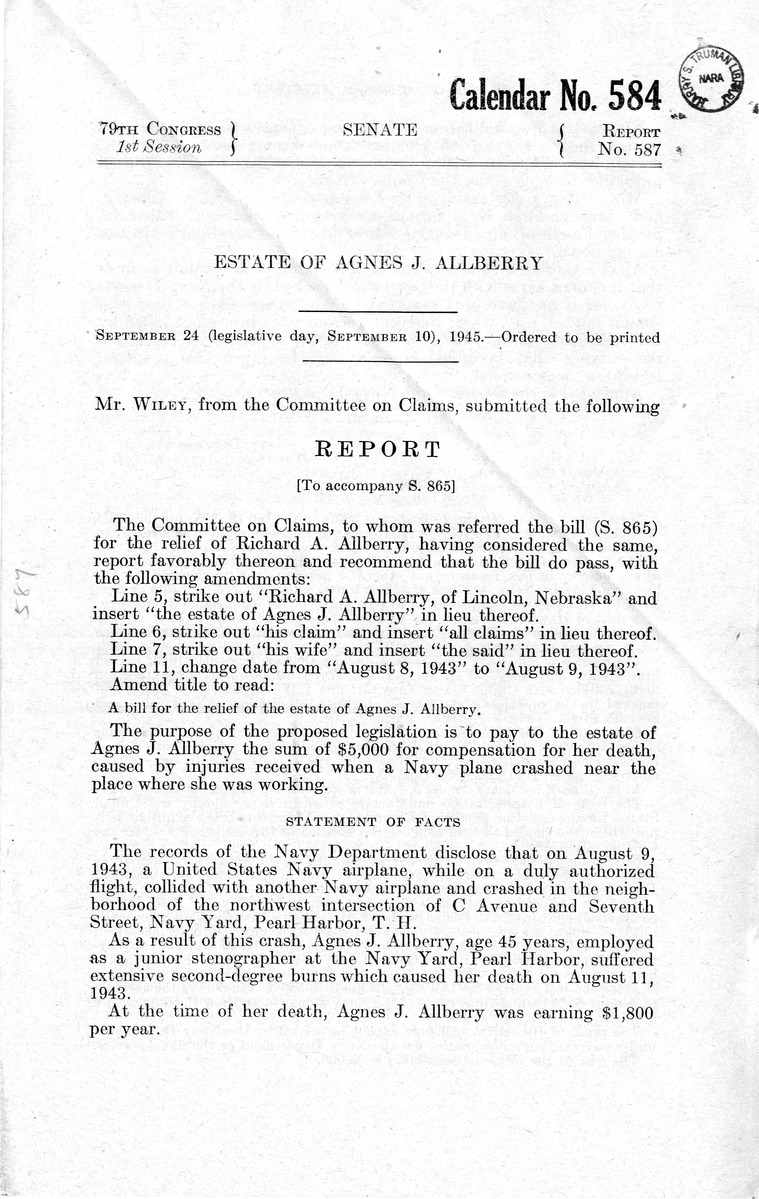 Calendar No. 584
HARRY S. TRUMAN LIBRARY
NARA
79TH CONGRESS
1st Session
SENATE
REPORT
No. 587
ESTATE OF AGNES J. ALLBERRY
SEPTEMBER 24 (legislative day, SEPTEMBER 10), 1945.—Ordered to be printed
Mr. WILEY, from the Committee on Claims, submitted the following
REPORT
[To accompany S. 865]
The Committee on Claims, to whom was referred the bill (S. 865)
for the relief of Richard A. Allberry, having considered the same,
report favorably thereon and recommend that the bill do pass, with
the following amendments:
Line 5, strike out “Richard A. Allberry, of Lincoln, Nebraska” and
insert “the estate of Agnes J. Allberry” in lieu thereof.
Line 6, strike out “his claim” and insert “all claims” in lieu thereof.
Line 7, strike out “his wife” and insert “the said” in lieu thereof.
Line 11, change date from “August 8, 1943” to “August 9, 1943”.
Amend title to read:
A bill for the relief of the estate of Agnes J. Allberry.
The purpose of the proposed legislation is to pay to the estate of
Agnes J. Allberry the sum of $5,000 for compensation for her death,
caused by injuries received when a Navy plane crashed near the
place where she was working.
STATEMENT OF FACTS
The records of the Navy Department disclose that on August 9,
1943, a United States Navy airplane, while on a duly authorized
flight, collided with another Navy airplane and crashed in the neigh-
borhood of the northwest intersection of C Avenue and Seventh
Street, Navy Yard, Pearl Harbor, T. H.
As a result of this crash, Agnes J. Allberry, age 45 years, employed
as a junior stenographer at the Navy Yard, Pearl Harbor, suffered
extensive second-degree burns which caused her death on August 11,
1943.
At the time of her death, Agnes J. Allberry was earning $1,800
per year.
587